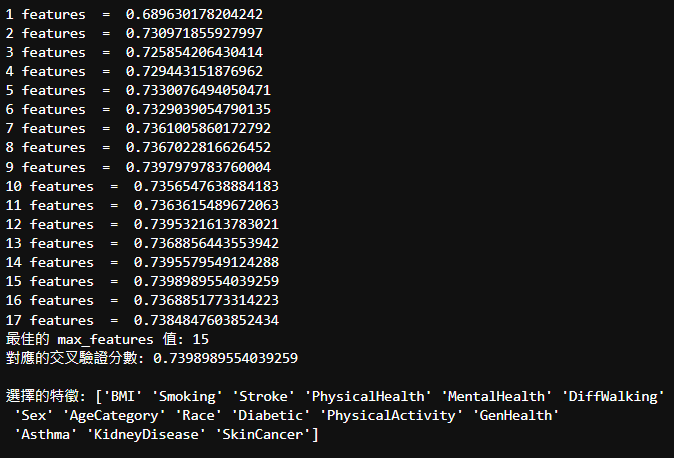 1 features  =  0.689630178204242
2 features  =  0.730971855927997
3 features  =  0.725854206430414
4 features  =  0.729443151876962
5 features  =  0.7330076494050471
6 features  =  0.7329039054790135
7 features  =  0.7361005860172792
8 features  =  0.7367022816626452
9 features  =  0.7397979783760004
10 features  =  0.7356547638884183
11 features  =  0.7363615489672063
12 features  =  0.7395321613783021
13 features  =  0.7368856443553942
14 features  =  0.7395579549124288
15 features  =  0.7398989554039259
16 features  =  0.7368851773314223
17 features  =  0.7384847603852434
最佳的 max_features 值: 15
對應的交叉驗證分數: 0.7398989554039259

選擇的特徵: ['BMI' 'Smoking' 'Stroke' 'PhysicalHealth' 'MentalHealth' 'DiffWalking'
 'Sex' 'AgeCategory' 'Race' 'Diabetic' 'PhysicalActivity' 'GenHealth'
 'Asthma' 'KidneyDisease' 'SkinCancer']